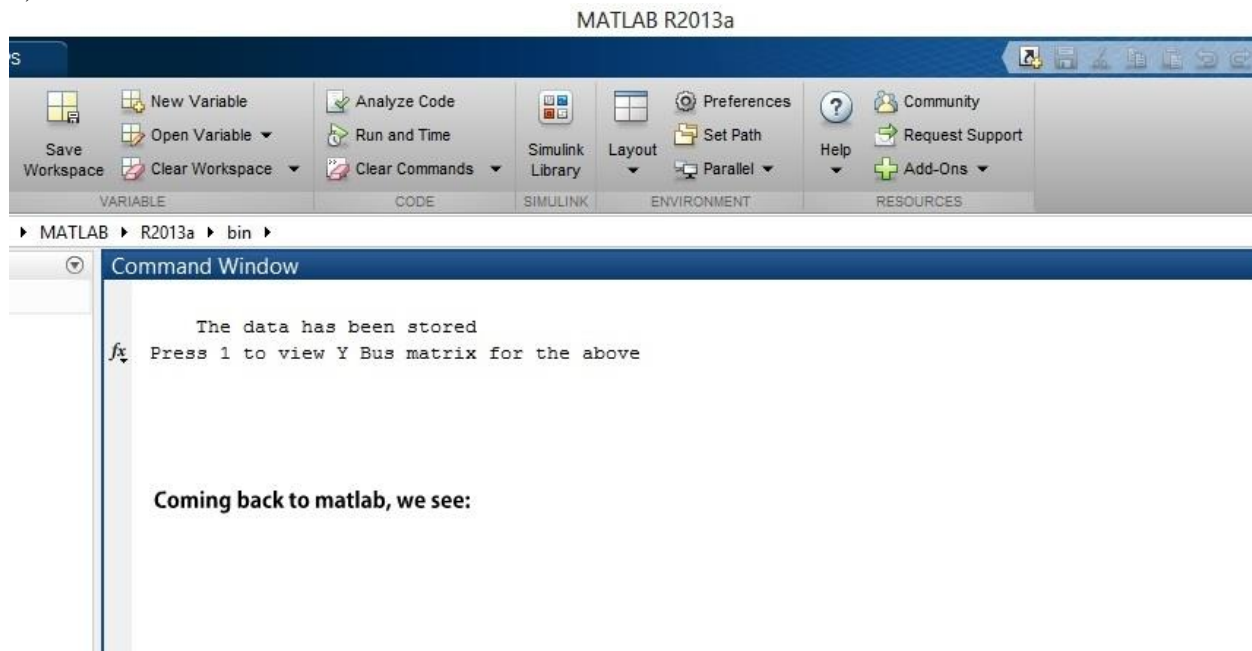 MATLAB R2013a
New Variable
Analyze Code
Preferences
Community
Open Variable
Run and Time
Set Path
Request Support
Save Workspace
Clear Workspace
Clear Commands
Simulink Library
Layout
Parallel
Help
Add-Ons
VARIABLE
CODE
SIMULINK
ENVIRONMENT
RESOURCES
MATLAB R2013a bin
Command Window
The data has been stored
fx Press 1 to view Y Bus matrix for the above
Coming back to matlab, we see: